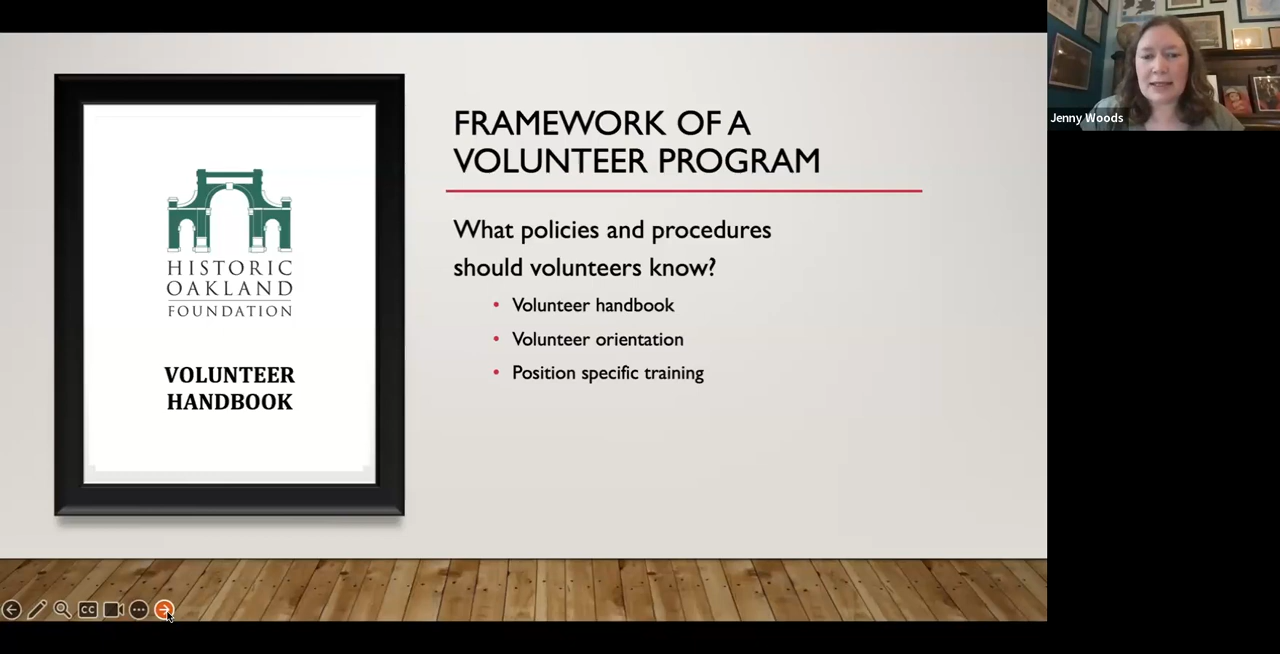 HISTORIC
OAKLAND
FOUNDATION
VOLUNTEER
HANDBOOK
FRAMEWORK OF A
VOLUNTEER PROGRAM
What policies and procedures
should volunteers know?
• Volunteer handbook
• Volunteer orientation
• Position specific training
Jenny Woods
CC